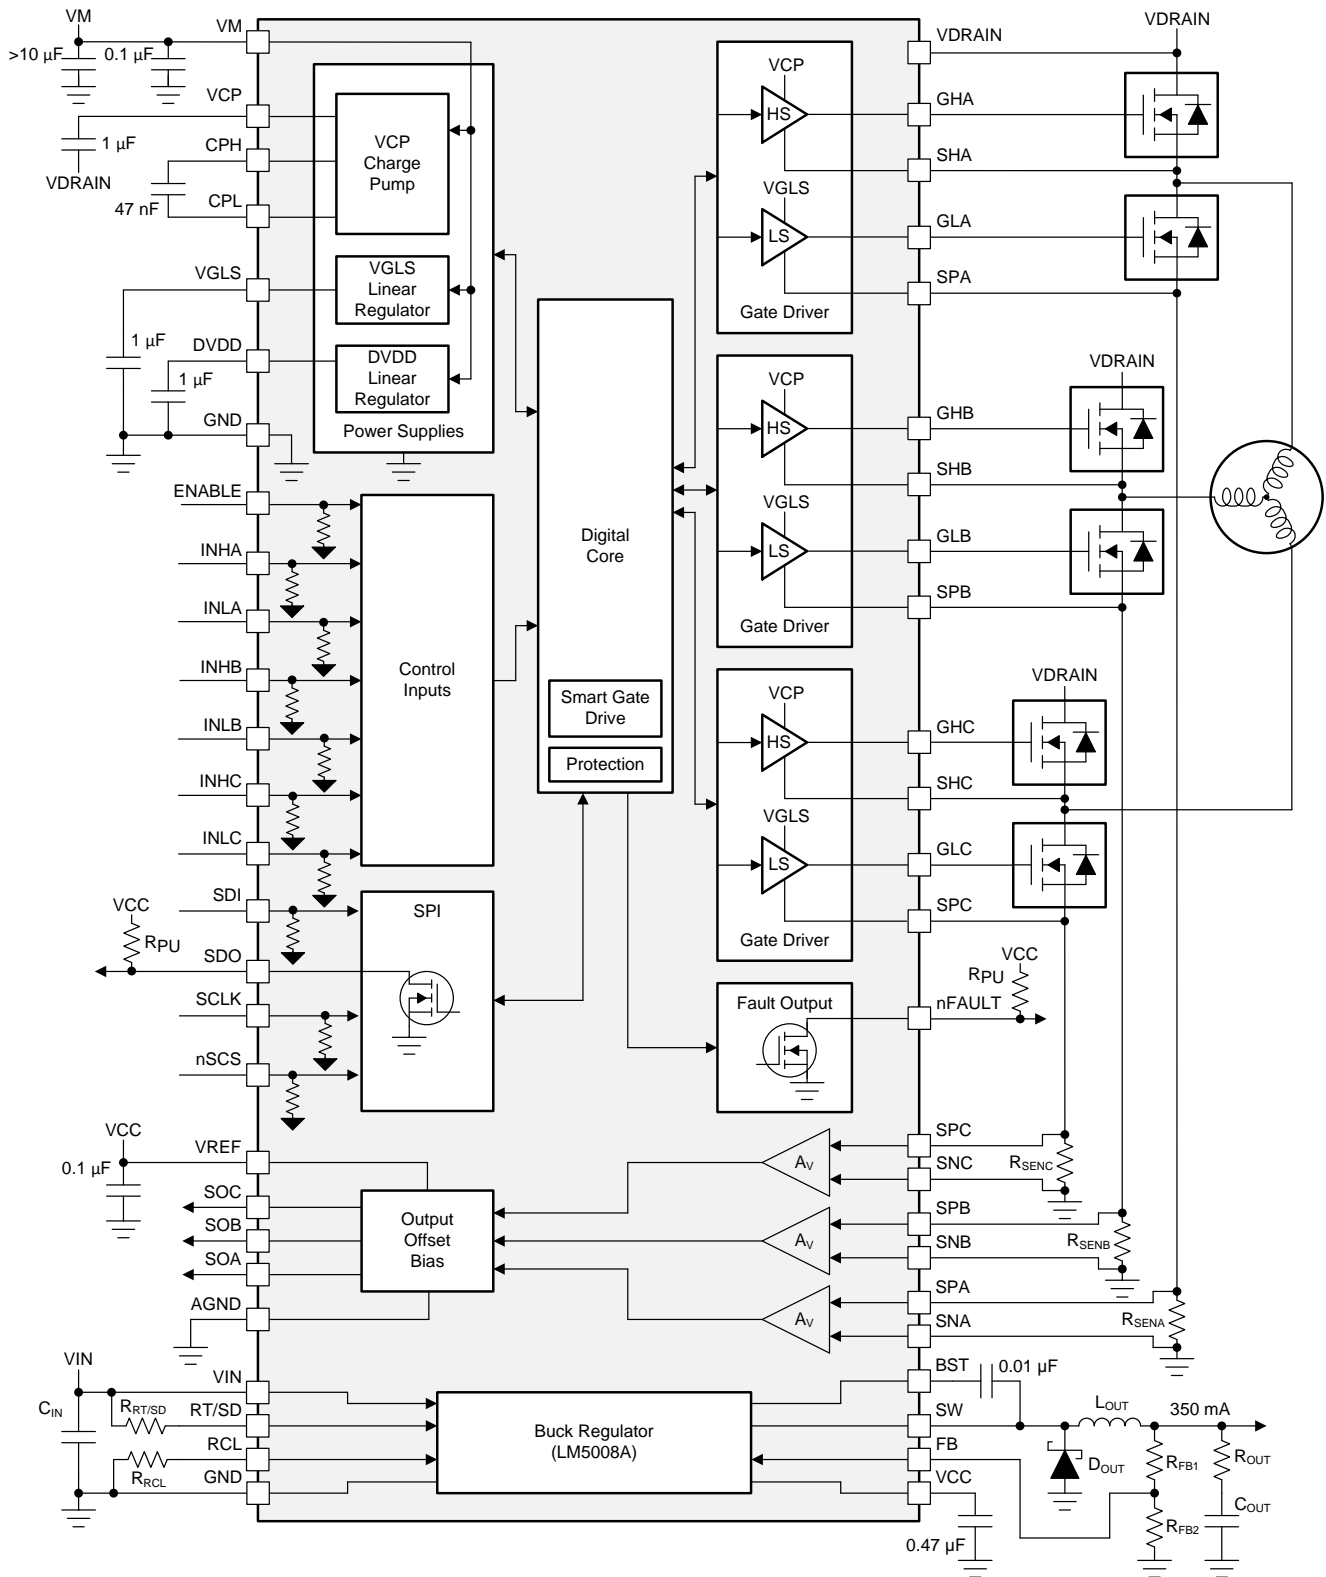 VM
>10 µF
0.1 µF
VM
VCP
1 µF
VDRAIN
CPH
47 nF
CPL
VGLS
1 µF
DVDD
1 µF
GND
VCP
Charge
Pump
VGLS
Linear
Regulator
DVDD
Linear
Regulator
Power Supplies
ENABLE
INHA
INLA
INHB
INLB
INHC
INLC
Control
Inputs
SDI
VCC
RPU
SDO
SCLK
nSCS
SPI
Digital
Core
Smart Gate
Drive
Protection
VCP
HS
VGLS
LS
Gate Driver
VCP
HS
VGLS
LS
Gate Driver
VCP
HS
VGLS
LS
Gate Driver
Fault Output
VDRAIN
VDRAIN
GHA
SHA
GLA
SPA
VDRAIN
GHB
SHB
GLB
SPB
VDRAIN
GHC
SHC
GLC
SPC
VCC
RPU
nFAULT
VCC
0.1 µF
VREF
SOC
SOB
SOA
AGND
Output
Offset
Bias
AV
AV
AV
SPC
SNC
RSENC
SPB
SNB
RSENB
SPA
SNA
RSENA
VIN
CIN
VIN
RRT/SD
RT/SD
RCL
RRCL
GND
Buck Regulator
(LM5008A)
BST
0.01 µF
SW
LOUT
350 mA
FB
DOUT
RFB1
ROUT
VCC
0.47 µF
RFB2
COUT